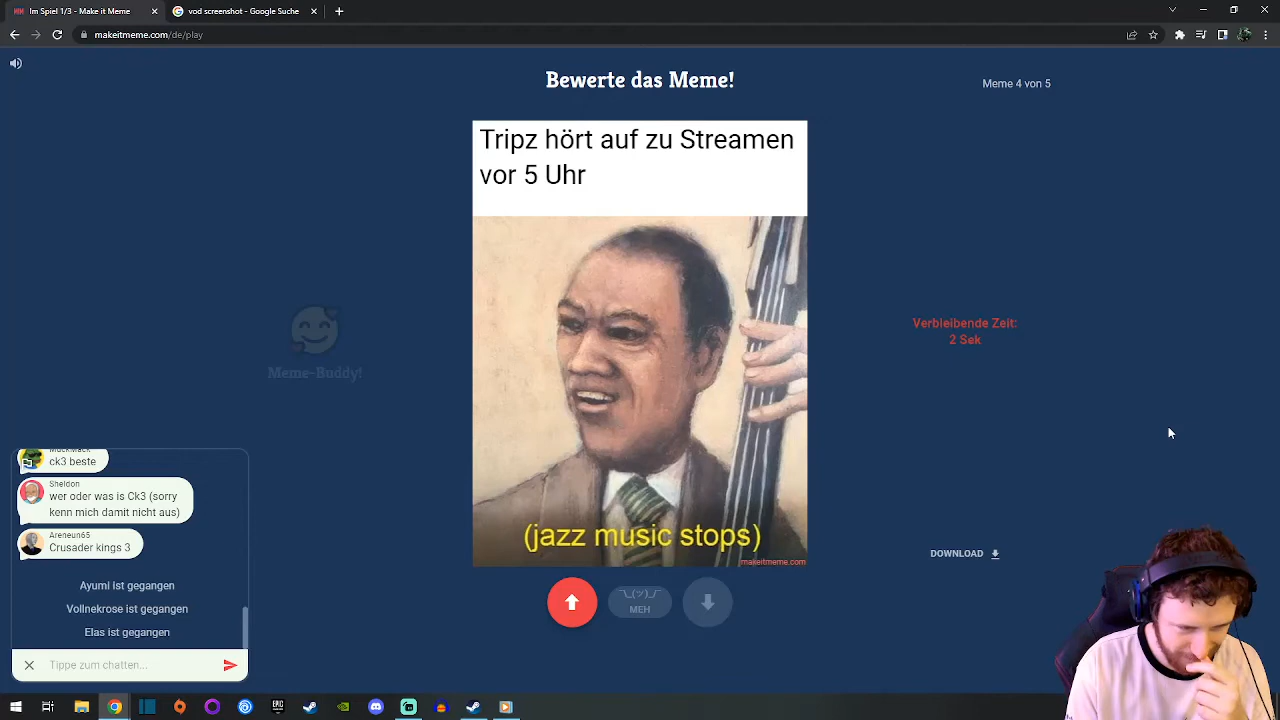 Im Spiel 1/3 - Make it Meme
vod screenshot - Google Suche
makeitmeme.com/de/play
Bewerte das Meme!
Meme 4 von 5
Tripz hört auf zu Streamen
vor 5 Uhr
Meme-Buddy!
Verbleibende Zeit:
2 Sek
(jazz music stops)
makeitmeme.com
MuckMack
ck3 beste
Sheldon
wer oder was is Ck3 (sorry
kenn mich damit nicht aus)
Areneun65
Crusader kings 3
Ayumi ist gegangen
Vollnekrose ist gegangen
Elas ist gegangen
Tippe zum chatten...
¯\_(ツ)_/¯
MEH
DOWNLOAD
EPIC